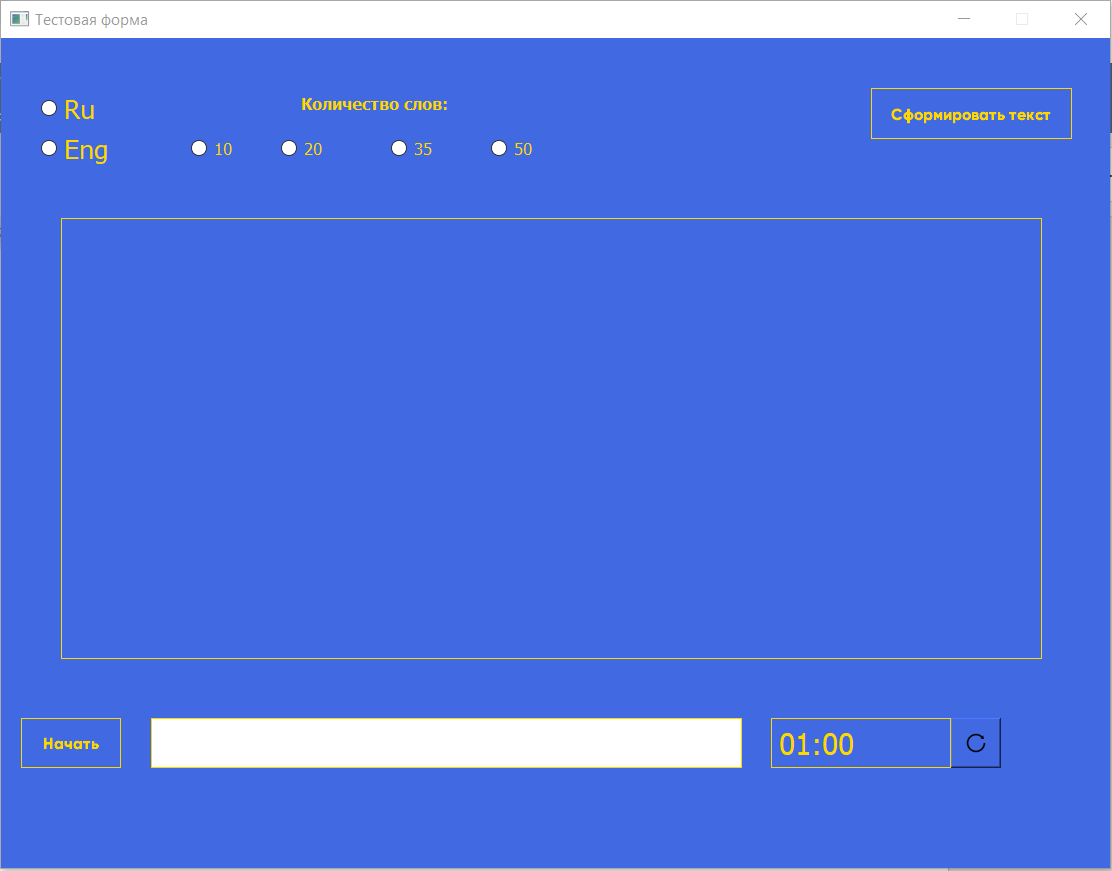 Тестовая форма
Ru
Количество слов:
Сформировать текст
Eng
10
20
35
50
Начать
01:00